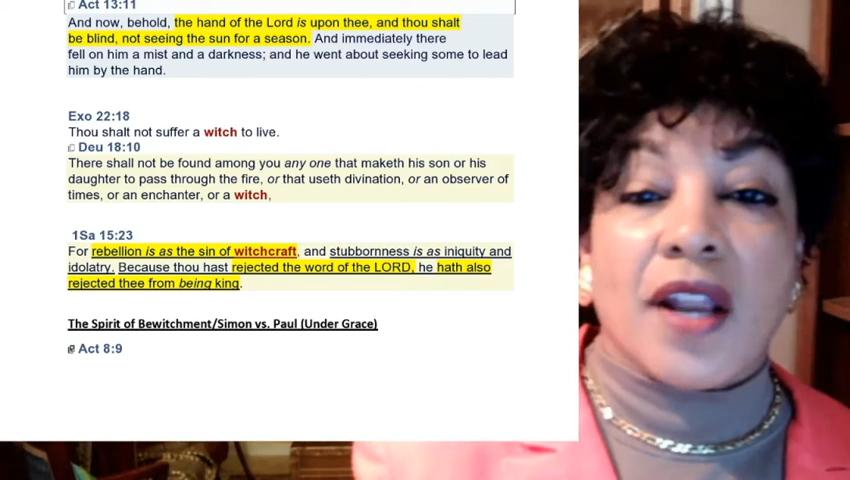 Act 13:11
And now, behold, the hand of the Lord is upon thee, and thou shalt
be blind, not seeing the sun for a season. And immediately there
fell on him a mist and a darkness; and he went about seeking some to lead
him by the hand.
Exo 22:18
Thou shalt not suffer a witch to live.
Deu 18:10
There shall not be found among you any one that maketh his son or his
daughter to pass through the fire, or that useth divination, or an observer of
times, or an enchanter, or a witch,
1Sa 15:23
For rebellion is as the sin of witchcraft, and stubbornness is as iniquity and
idolatry. Because thou hast rejected the word of the LORD, he hath also
rejected thee from being king.
The Spirit of Bewitchment/Simon vs. Paul (Under Grace)
Act 8:9